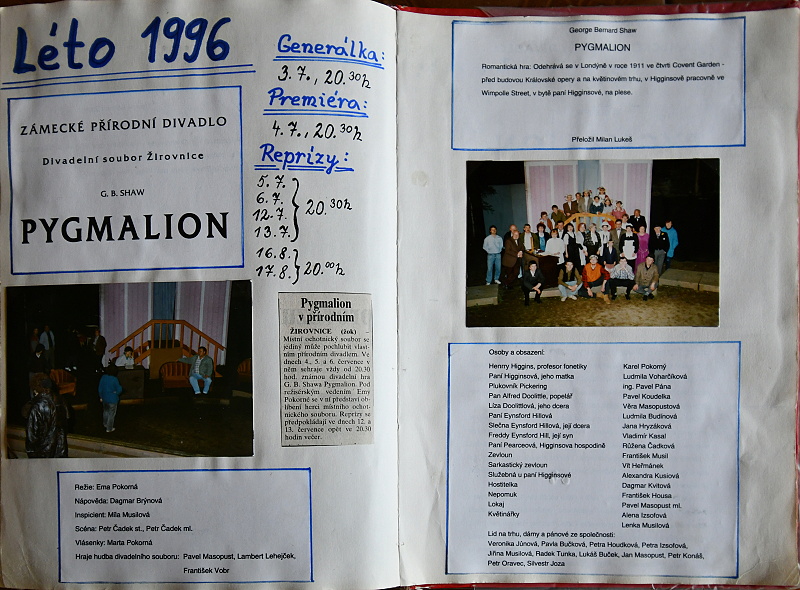 Léto 1996
ZÁMECKÉ PŘÍRODNÍ DIVADLO
Divadelní soubor Žirovnice
G. B. SHAW
PYGMALION
Generálka:
3. 7., 20.30h
Premiéra:
4. 7., 20.30h
Reprízy:
5. 7.
6. 7.
12. 7.
13. 7.
20.30h
16. 8.
17. 8.
20.00h
Pygmalion
v přírodním
ŽIROVNICE (žok) –
Místní ochotnický soubor se
jediný může pochlubit vlast-
ním přírodním divadlem. Ve
dnech 4., 5. a 6. července v
něm sehraje vždy od 20.30
hod. známou divadelní hra
G. B. Shawa Pygmalion. Pod
režisérským vedením Emy
Pokorné se v ní představí ob-
líbení herci místního ochot-
nického souboru. Reprízy se
předpokládají ve dnech 12. a
13. července opět ve 20.30
hodin večer.
Režie: Ema Pokorná
Nápověda: Dagmar Brýnová
Inspicient: Míla Musilová
Scéna: Petr Čadek st., Petr Čadek ml.
Vlásenky: Marta Pokorná
Hraje hudba divadelního souboru: Pavel Masopust, Lambert Lehejček,
František Vobr
George Bernard Shaw
PYGMALION
Romantická hra: Odehrává se v Londýně v roce 1911 ve čtvrti Covent Garden -
před budovou Královské opery a na květinovém trhu, v Higginsově pracovně ve
Wimpole Street, v bytě paní Higginsové, na plese.
Přeložil Milan Lukeš
Osoby a obsazení:
Henry Higgins, profesor fonetiky Karel Pokorný
Paní Higginsová, jeho matka Ludmila Voharčíková
Plukovník Pickering ing. Pavel Pána
Pan Alfred Doolittle, popelář Pavel Koudelka
Líza Doolittlová, jeho dcera Věra Masopustová
Paní Eynsford Hillová Ludmila Budínová
Slečna Eynsford Hillová, její dcera Jana Hryzáková
Freddy Eynsford Hill, její syn Vladimír Kasal
Paní Pearceová, Higginsova hospodině Růžena Čadková
Zevloun František Musil
Sarkastický zevloun Vít Heřmánek
Služebná u paní Higginsové Alexandra Kusiová
Hostitelka Dagmar Kvitová
Nepomuk František Housa
Lokaj Pavel Masopust ml.
Květinářky Alena Izsofová
Lenka Musilová
Lid na trhu, dámy a pánové ze společnosti:
Veronika Jůnová, Pavla Bučková, Petra Houdková, Petra Izsofová,
Jiřina Musilová, Radek Tunka, Lukáš Buček, Jan Masopust, Petr Konáš,
Petr Oravec, Silvestr Joza